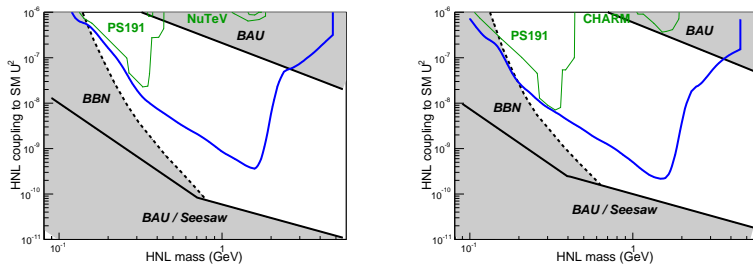 HNL coupling to SM U²
10⁻⁶
10⁻⁷
10⁻⁸
10⁻⁹
10⁻¹⁰
10⁻¹¹
PS191
NuTeV
BAU
BBN
BAU / Seesaw
10⁻¹
1
HNL mass (GeV)
HNL coupling to SM U²
10⁻⁶
10⁻⁷
10⁻⁸
10⁻⁹
10⁻¹⁰
10⁻¹¹
CHARM
PS191
BAU
BBN
BAU / Seesaw
10⁻¹
1
HNL mass (GeV)